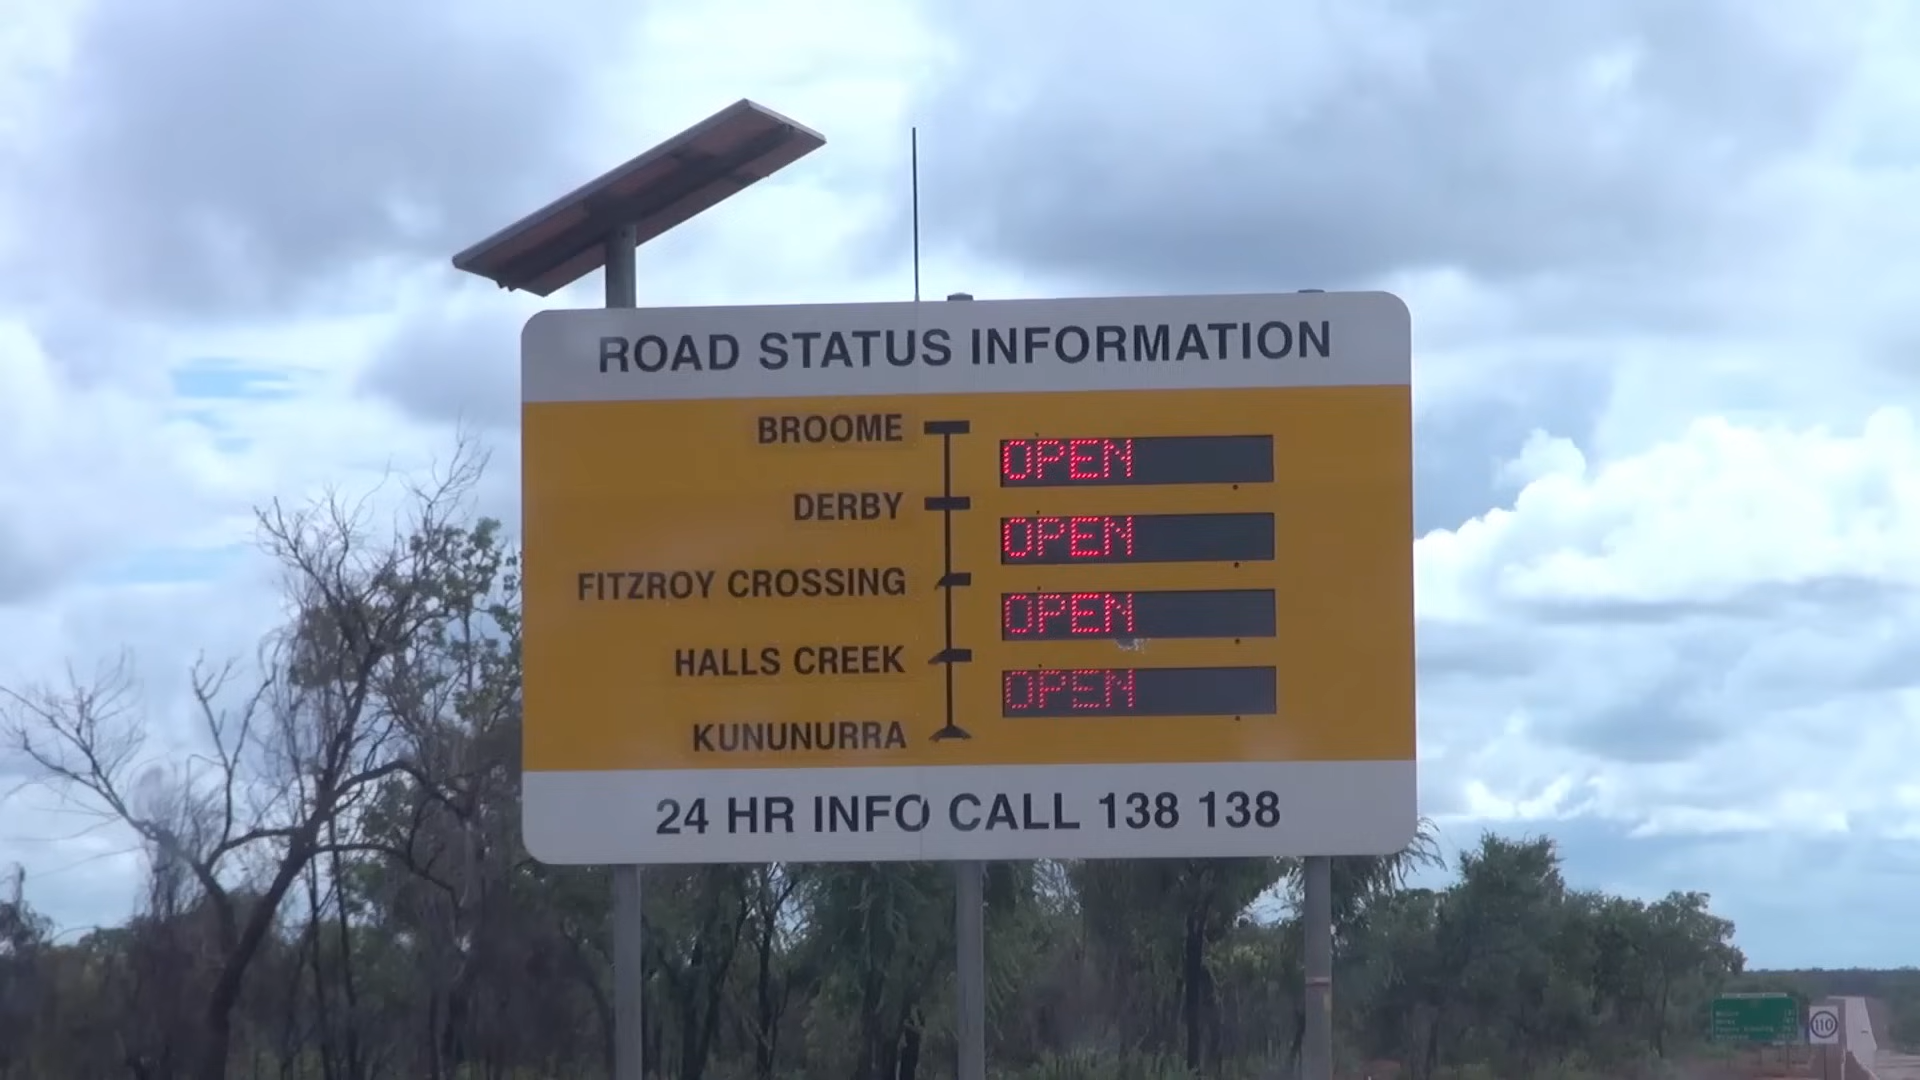 ROAD STATUS INFORMATION
BROOME
OPEN
DERBY
OPEN
FITZROY CROSSING
OPEN
HALLS CREEK
OPEN
KUNUNURRA
24 HR INFO CALL 138 138
110